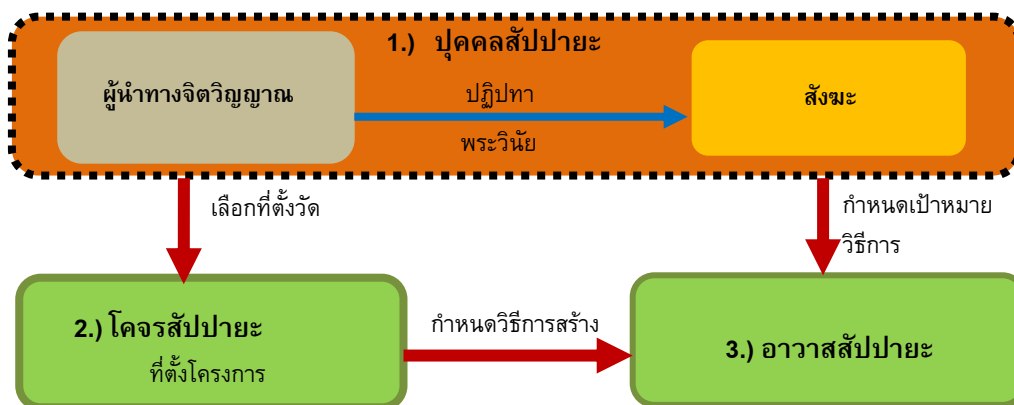 1.) ปุคคลสัปปายะ
ผู้นำทางจิตวิญญาณ
ปฏิปทา
พระวินัย
สังฆะ
เลือกที่ตั้งวัด
กำหนดเป้าหมาย
วิธีการ
2.) โคจรสัปปายะ
ที่ตั้งโครงการ
กำหนดวิธีการสร้าง
3.) อาวาสสัปปายะ